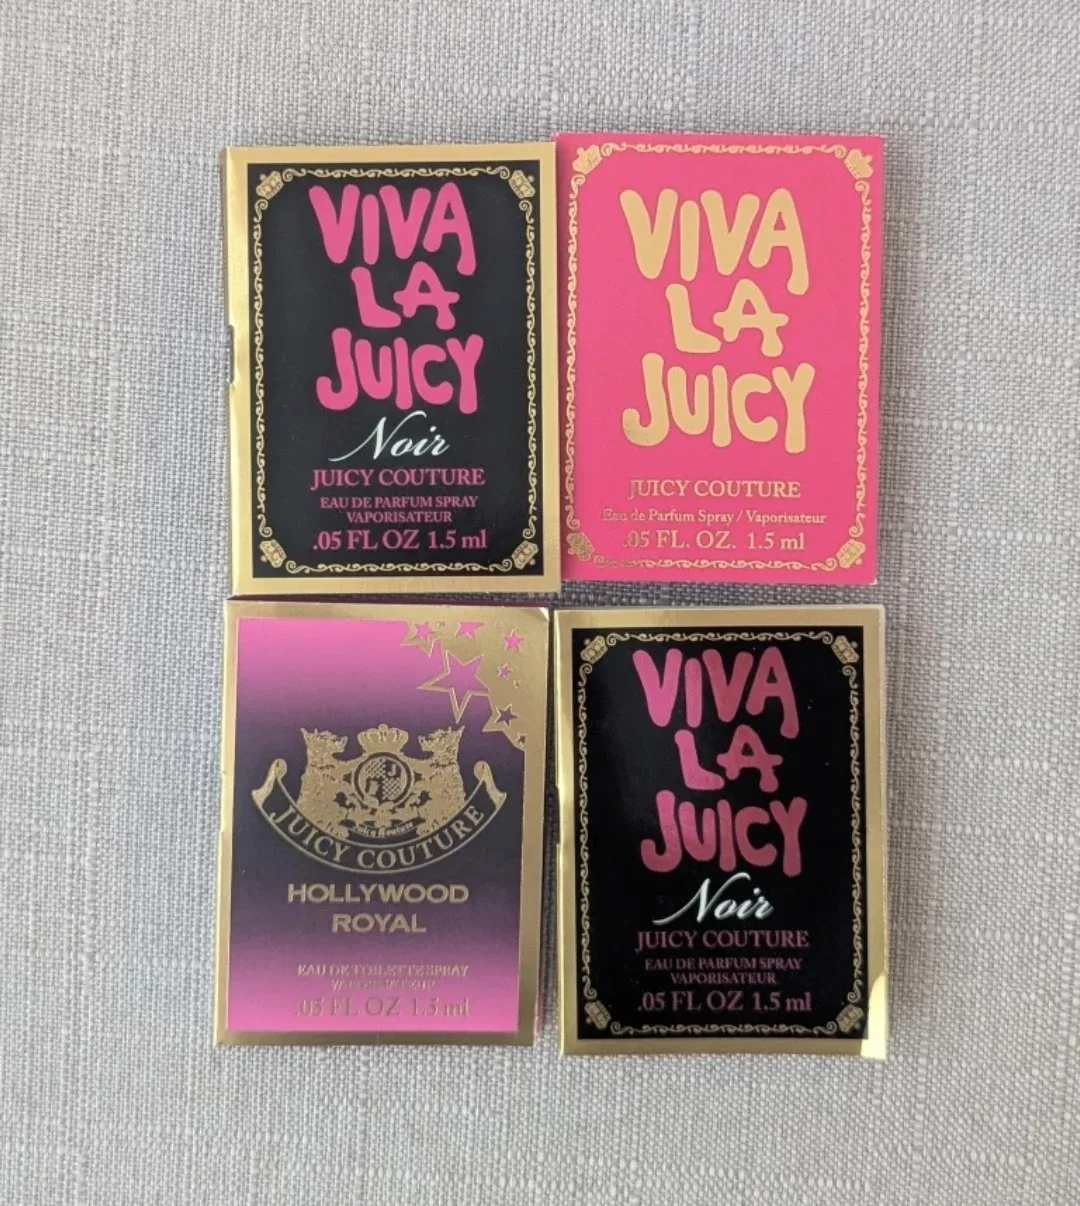 VIVA
LA
JUICY
Noir
JUICY COUTURE
EAU DE PARFUM SPRAY
VAPORISATEUR
.05 FL OZ 1.5 ml
VIVA
LA
JUICY
JUICY COUTURE
Eau de Parfum Spray / Vaporisateur
.05 FL. OZ. 1.5 ml
Juicy Couture
JUICY COUTURE
HOLLYWOOD
ROYAL
EAU DE TOILETTE SPRAY
VAPORISATEUR
.05 FL OZ 1.5 ml
VIVA
LA
JUICY
Noir
JUICY COUTURE
EAU DE PARFUM SPRAY
VAPORISATEUR
.05 FL OZ 1.5 ml